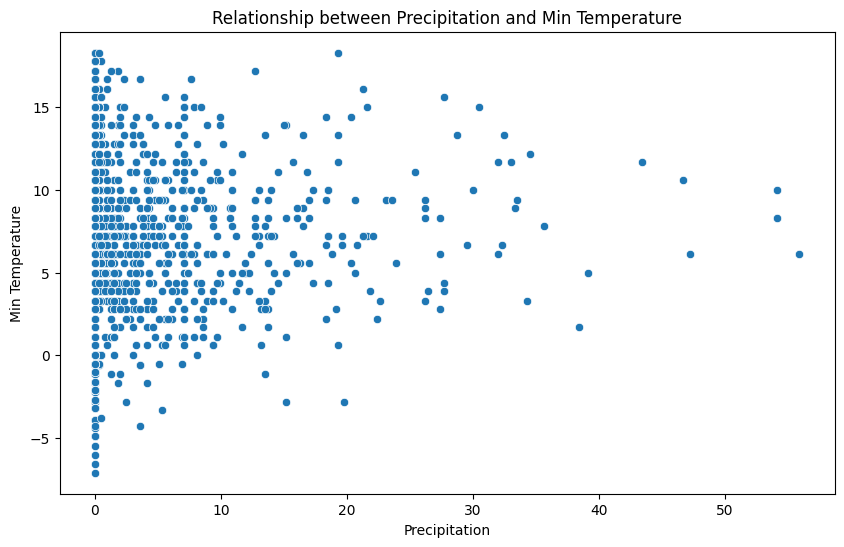 Relationship between Precipitation and Min Temperature
Min Temperature
15
10
5
0
−5
0 10 20 30 40 50
Precipitation